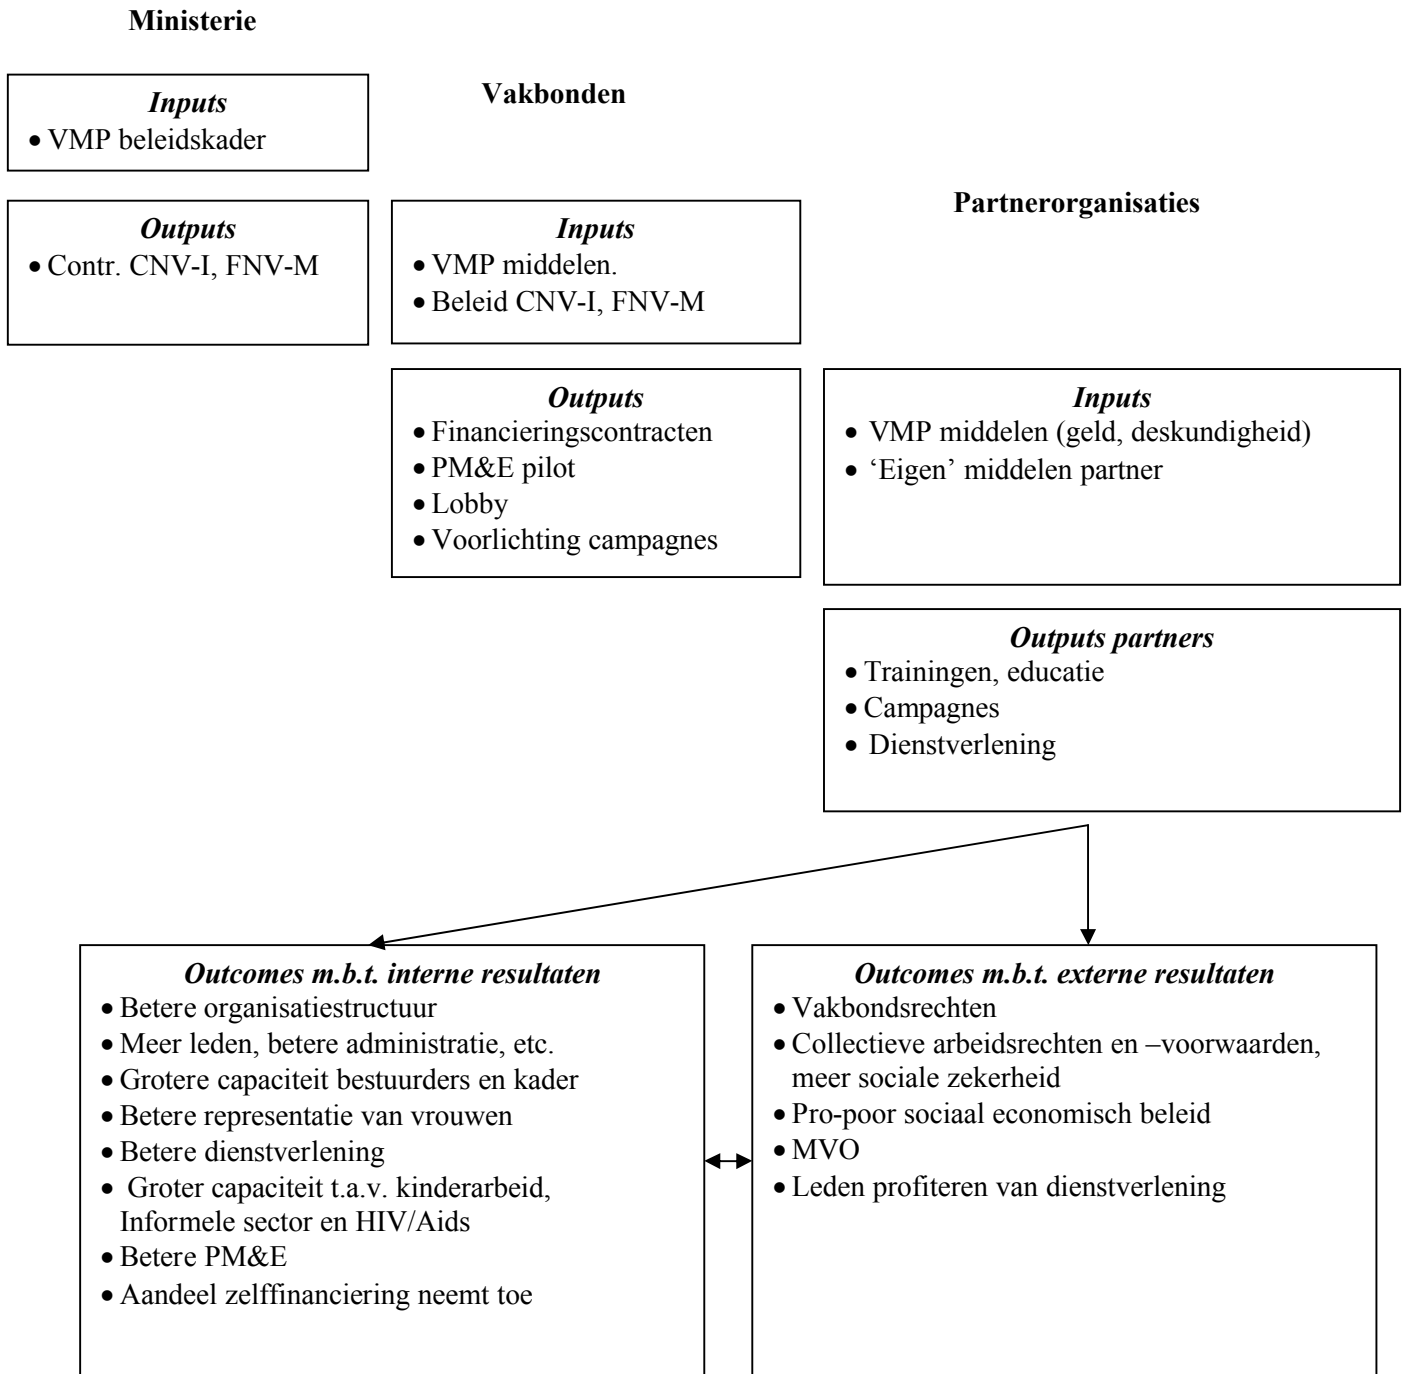 Ministerie
Inputs
• VMP beleidskader
Vakbonden
Outputs
• Contr. CNV-I, FNV-M
Inputs
• VMP middelen.
• Beleid CNV-I, FNV-M
Partnerorganisaties
Outputs
• Financieringscontracten
• PM&E pilot
• Lobby
• Voorlichting campagnes
Inputs
• VMP middelen (geld, deskundigheid)
• ‘Eigen’ middelen partner
Outputs partners
• Trainingen, educatie
• Campagnes
• Dienstverlening
Outcomes m.b.t. interne resultaten
• Betere organisatiestructuur
• Meer leden, betere administratie, etc.
• Grotere capaciteit bestuurders en kader
• Betere representatie van vrouwen
• Betere dienstverlening
• Groter capaciteit t.a.v. kinderarbeid,
Informele sector en HIV/Aids
• Betere PM&E
• Aandeel zelffinanciering neemt toe
Outcomes m.b.t. externe resultaten
• Vakbondsrechten
• Collectieve arbeidsrechten en –voorwaarden,
meer sociale zekerheid
• Pro-poor sociaal economisch beleid
• MVO
• Leden profiteren van dienstverlening